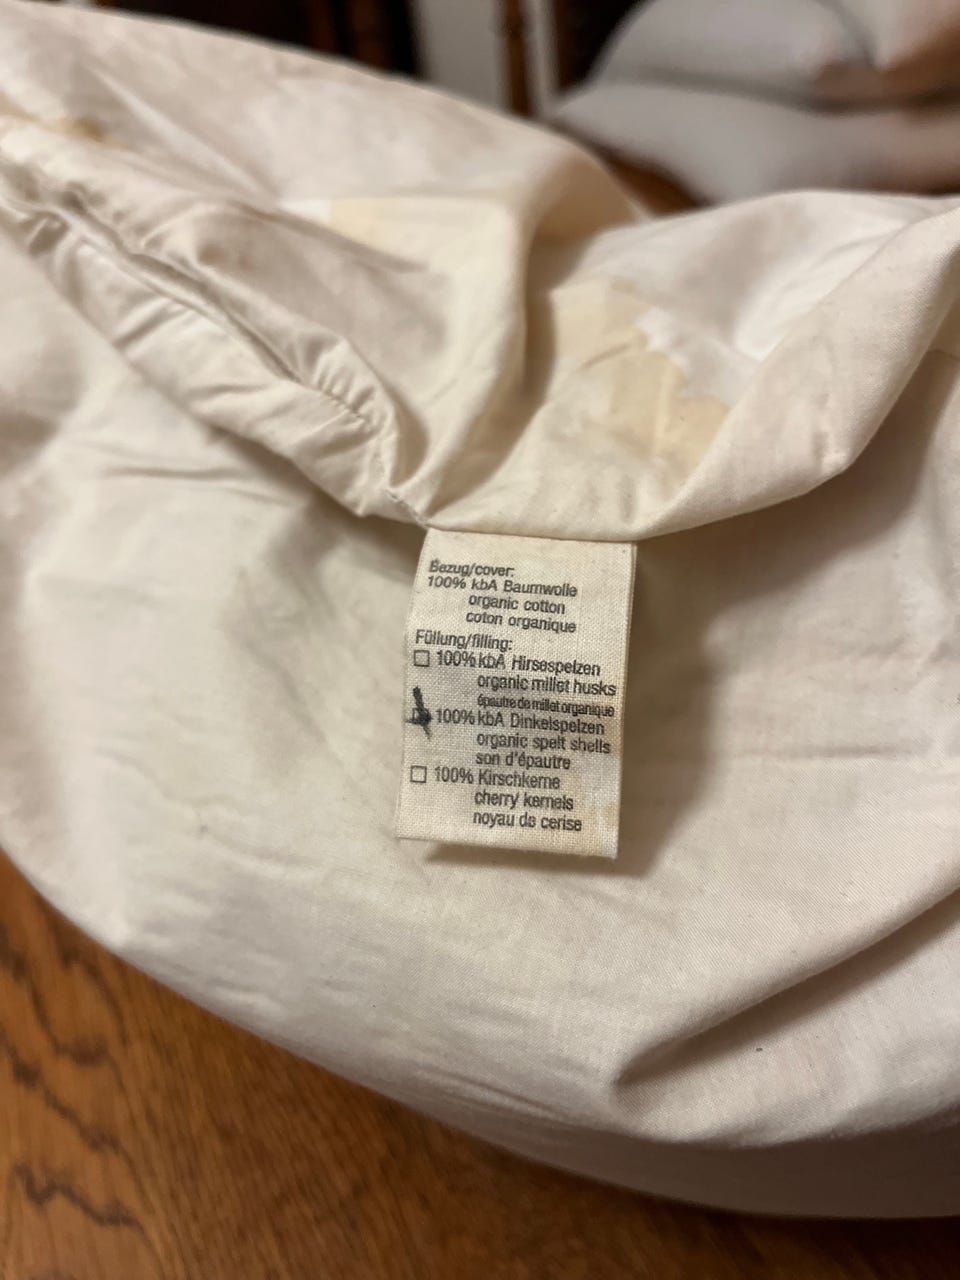 Bezug/cover:
100% kbA Baumwolle
organic cotton
coton organique
Füllung/filling:
☐ 100% kbA Hirsespelzen
organic millet husks
épautre de millet organique
☒ 100% kbA Dinkelspelzen
organic spelt shells
son d'épautre
☐ 100% Kirschkerne
cherry kernels
noyau de cerise